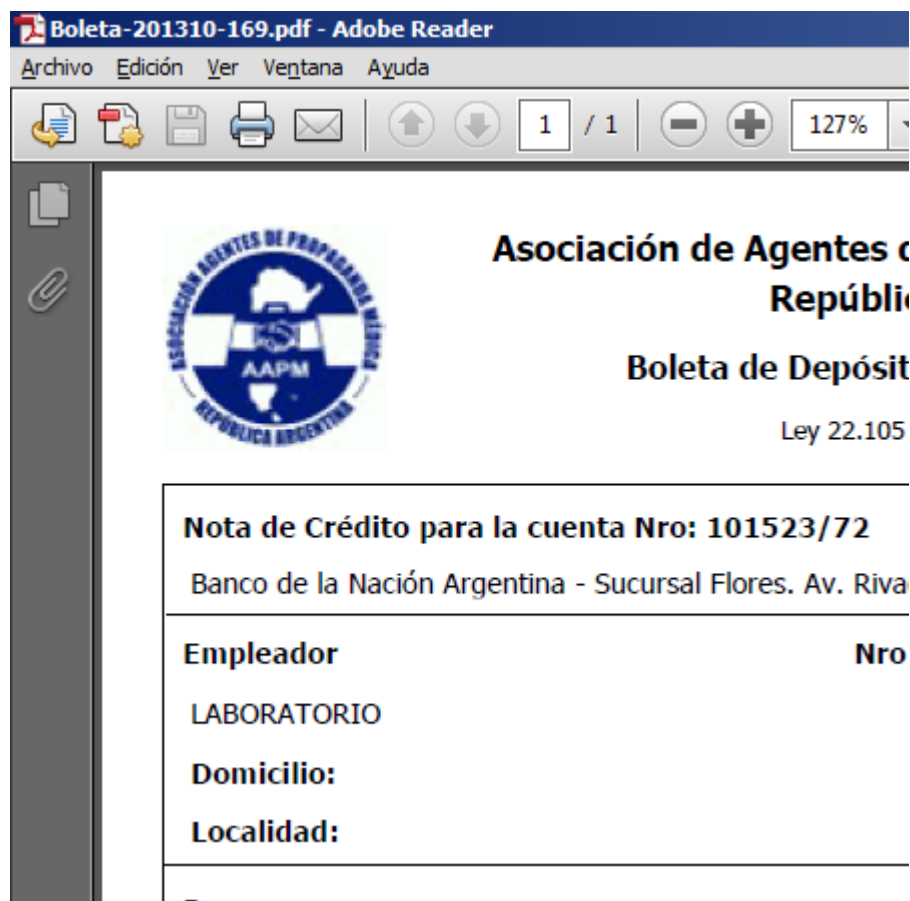 Boleta-201310-169.pdf - Adobe Reader
Archivo Edición Ver Ventana Ayuda
1 / 1 127%
ASOCIACIÓN AGENTES DE PROPAGANDA MÉDICA
AAPM
REPÚBLICA ARGENTINA
Asociación de Agentes
Repúblic
Boleta de Depósit
Ley 22.105
Nota de Crédito para la cuenta Nro: 101523/72
Banco de la Nación Argentina - Sucursal Flores. Av. Riva
Empleador Nro
LABORATORIO
Domicilio:
Localidad: